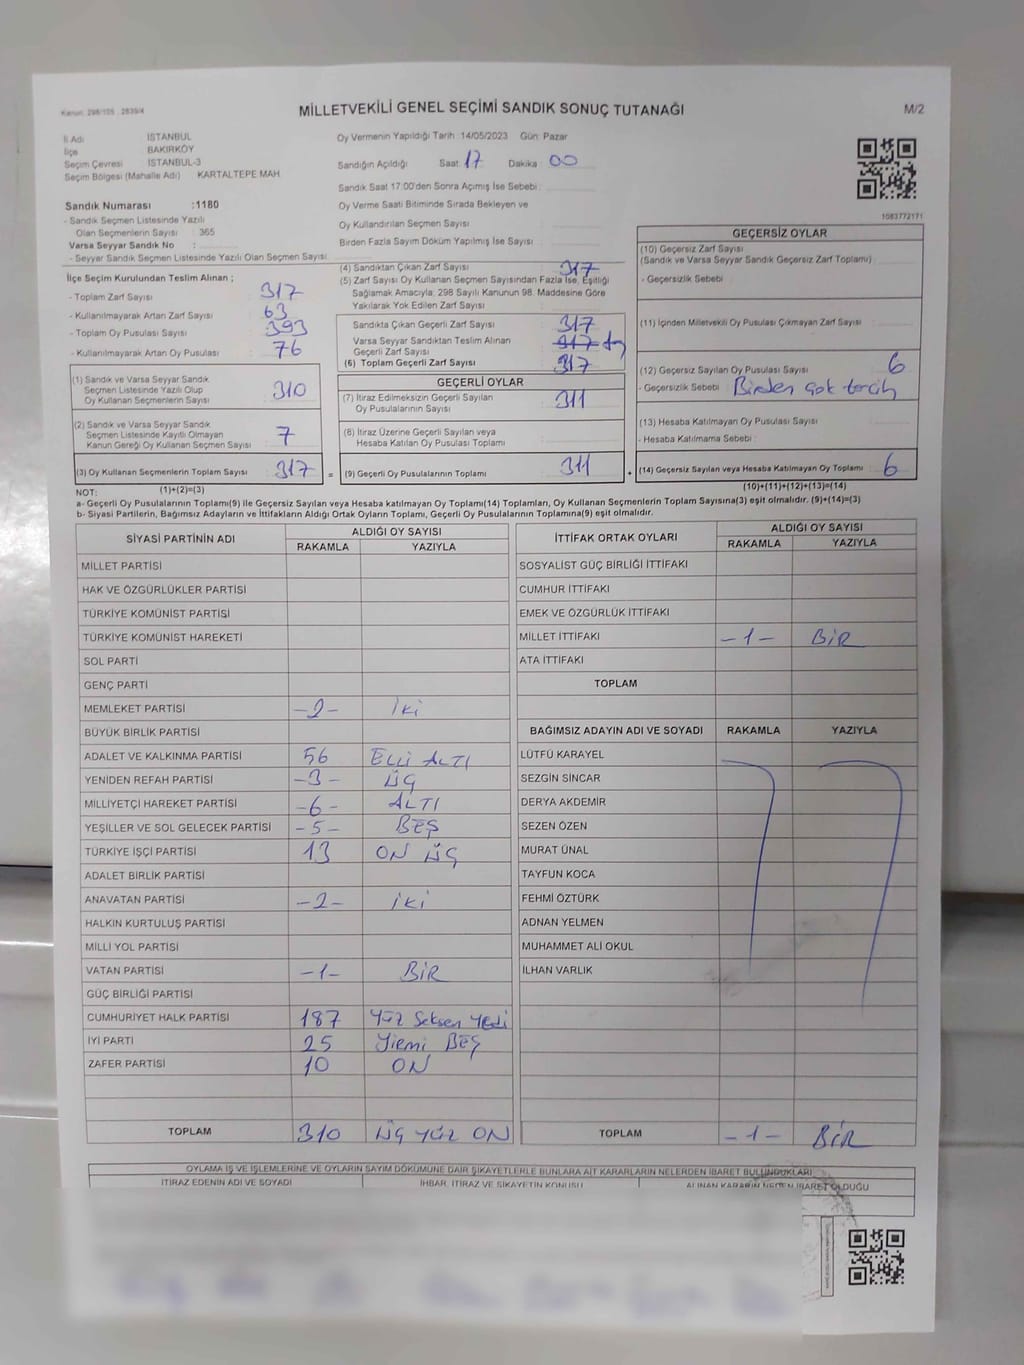 Kanun: 298/105 , 2839/4
MİLLETVEKİLİ GENEL SEÇİMİ SANDIK SONUÇ TUTANAĞI
M/2
İl Adı İSTANBUL
İlçe BAKIRKÖY
Seçim Çevresi İSTANBUL-3
Seçim Bölgesi (Mahalle Adı) KARTALTEPE MAH
Oy Vermenin Yapıldığı Tarih :14/05/2023 Gün: Pazar
Sandığın Açıldığı Saat: 17 Dakika: 00
Sandık Saat 17:00'den Sonra Açımış İse Sebebi :
Oy Verme Saati Bitiminde Sırada Bekleyen ve
Oy Kullandırılan Seçmen Sayısı :
Birden Fazla Sayım Döküm Yapılmış İse Sayısı :
1083772171
Sandık Numarası :1180
- Sandık Seçmen Listesinde Yazılı
Olan Seçmenlerin Sayısı : 365
Varsa Seyyar Sandık No :
- Seyyar Sandık Seçmen Listesinde Yazılı Olan Seçmen Sayısı:
İlçe Seçim Kurulundan Teslim Alınan ;
- Toplam Zarf Sayısı 317
- Kullanılmayarak Artan Zarf Sayısı 63
- Toplam Oy Pusulası Sayısı 393
- Kullanılmayarak Artan Oy Pusulası 76
(1) Sandık ve Varsa Seyyar Sandık
Seçmen Listesinde Yazılı Olup
Oy Kullanan Seçmenlerin Sayısı : 310
(2) Sandık ve Varsa Seyyar Sandık
Seçmen Listesinde Kayıtlı Olmayan
Kanun Gereği Oy Kullanan Seçmen Sayısı 7
(3) Oy Kullanan Seçmenlerin Toplam Sayısı : 317 =
(4) Sandıktan Çıkan Zarf Sayısı : 317
(5) Zarf Sayısı Oy Kullanan Seçmen Sayısından Fazla İse, Eşitliği
Sağlamak Amacıyla; 298 Sayılı Kanunun 98. Maddesine Göre
Yakılarak Yok Edilen Zarf Sayısı :
Sandıkta Çıkan Geçerli Zarf Sayısı : 317
Varsa Seyyar Sandıktan Teslim Alınan
Geçerli Zarf Sayısı : 317
(6) Toplam Geçerli Zarf Sayısı : 317
GEÇERLİ OYLAR
(7) İtiraz Edilmeksizin Geçerli Sayılan
Oy Pusulalarının Sayısı : 311
(8) İtiraz Üzerine Geçerli Sayılan veya
Hesaba Katılan Oy Pusulası Toplamı :
(9) Geçerli Oy Pusulalarının Toplamı : 311 +
GEÇERSİZ OYLAR
(10) Geçersiz Zarf Sayısı
(Sandık ve Varsa Seyyar Sandık Geçersiz Zarf Toplamı)
- Geçersizlik Sebebi :
(11) İçinden Milletvekili Oy Pusulası Çıkmayan Zarf Sayısı :
(12) Geçersiz Sayılan Oy Pusulası Sayısı : 6
- Geçersizlik Sebebi : Birden çok tercih
(13) Hesaba Katılmayan Oy Pusulası Sayısı :
- Hesaba Katılmama Sebebi :
(14) Geçersiz Sayılan veya Hesaba Katılmayan Oy Toplamı : 6
NOT: (1)+(2)=(3) (10)+(11)+(12)+(13)=(14)
a- Geçerli Oy Pusulalarının Toplamı(9) ile Geçersiz Sayılan veya Hesaba katılmayan Oy Toplamı(14) Toplamları, Oy Kullanan Seçmenlerin Toplam Sayısına(3) eşit olmalıdır. (9)+(14)=(3)
b- Siyasi Partilerin, Bağımsız Adayların ve İttifakların Aldığı Ortak Oyların Toplamı, Geçerli Oy Pusulalarının Toplamına(9) eşit olmalıdır.
SİYASİ PARTİNİN ADI ALDIĞI OY SAYISI
RAKAMLA YAZIYLA
MİLLET PARTİSİ
HAK VE ÖZGÜRLÜKLER PARTİSİ
TÜRKİYE KOMÜNİST PARTİSİ
TÜRKİYE KOMÜNİST HAREKETİ
SOL PARTİ
GENÇ PARTİ
MEMLEKET PARTİSİ -2- iki
BÜYÜK BİRLİK PARTİSİ
ADALET VE KALKINMA PARTİSİ 56 ELLİ ALTI
YENİDEN REFAH PARTİSİ -3- ÜÇ
MİLLİYETÇİ HAREKET PARTİSİ -6- ALTI
YEŞİLLER VE SOL GELECEK PARTİSİ -5- BEŞ
TÜRKİYE İŞÇİ PARTİSİ 13 ON ÜÇ
ADALET BİRLİK PARTİSİ
ANAVATAN PARTİSİ -2- iki
HALKIN KURTULUŞ PARTİSİ
MİLLİ YOL PARTİSİ
VATAN PARTİSİ -1- BİR
GÜÇ BİRLİĞİ PARTİSİ
CUMHURİYET HALK PARTİSİ 187 Yüz Seksen Yedi
İYİ PARTİ 25 Yirmi BEŞ
ZAFER PARTİSİ 10 ON
TOPLAM 310 ÜÇ YÜZ ON
İTTİFAK ORTAK OYLARI ALDIĞI OY SAYISI
RAKAMLA YAZIYLA
SOSYALİST GÜÇ BİRLİĞİ İTTİFAKI
CUMHUR İTTİFAKI
EMEK VE ÖZGÜRLÜK İTTİFAKI
MİLLET İTTİFAKI -1- BİR
ATA İTTİFAKI
TOPLAM
BAĞIMSIZ ADAYIN ADI VE SOYADI RAKAMLA YAZIYLA
LÜTFÜ KARAYEL
SEZGİN SİNCAR
DERYA AKDEMİR
SEZEN ÖZEN
MURAT ÜNAL
TAYFUN KOCA
FEHMİ ÖZTÜRK
ADNAN YELMEN
MUHAMMET ALİ OKUL
İLHAN VARLIK
TOPLAM -1- BİR
OYLAMA İŞ VE İŞLEMLERİNE VE OYLARIN SAYIM DÖKÜMÜNE DAİR ŞİKAYETLERLE BUNLARA AİT KARARLARIN NELERDEN İBARET BULUNDUKLARI
İTİRAZ EDENİN ADI VE SOYADI İHBAR, İTİRAZ VE ŞİKAYETİN KONUSU ALINAN KARARIN NEDEN İBARET OLDUĞU